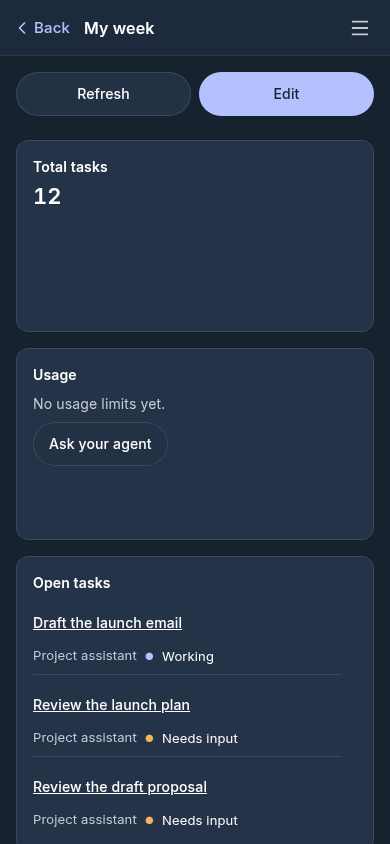 Back My week
Refresh Edit
Total tasks
12
Usage
No usage limits yet.
Ask your agent
Open tasks
Draft the launch email
Project assistant Working
Review the launch plan
Project assistant Needs input
Review the draft proposal
Project assistant Needs input